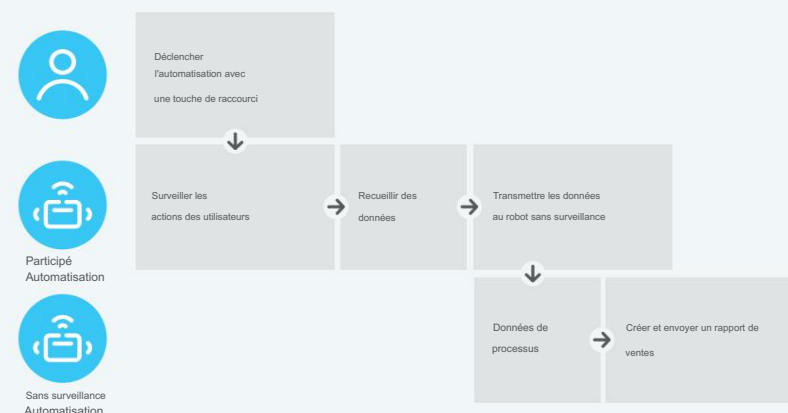 Déclencher
l'automatisation avec
une touche de raccourci
Surveiller les
actions des utilisateurs
Recueillir des
données
Transmettre les données
au robot sans surveillance
Participé
Automatisation
Données de
processus
Créer et envoyer un rapport de
ventes
Sans surveillance
Automatisation